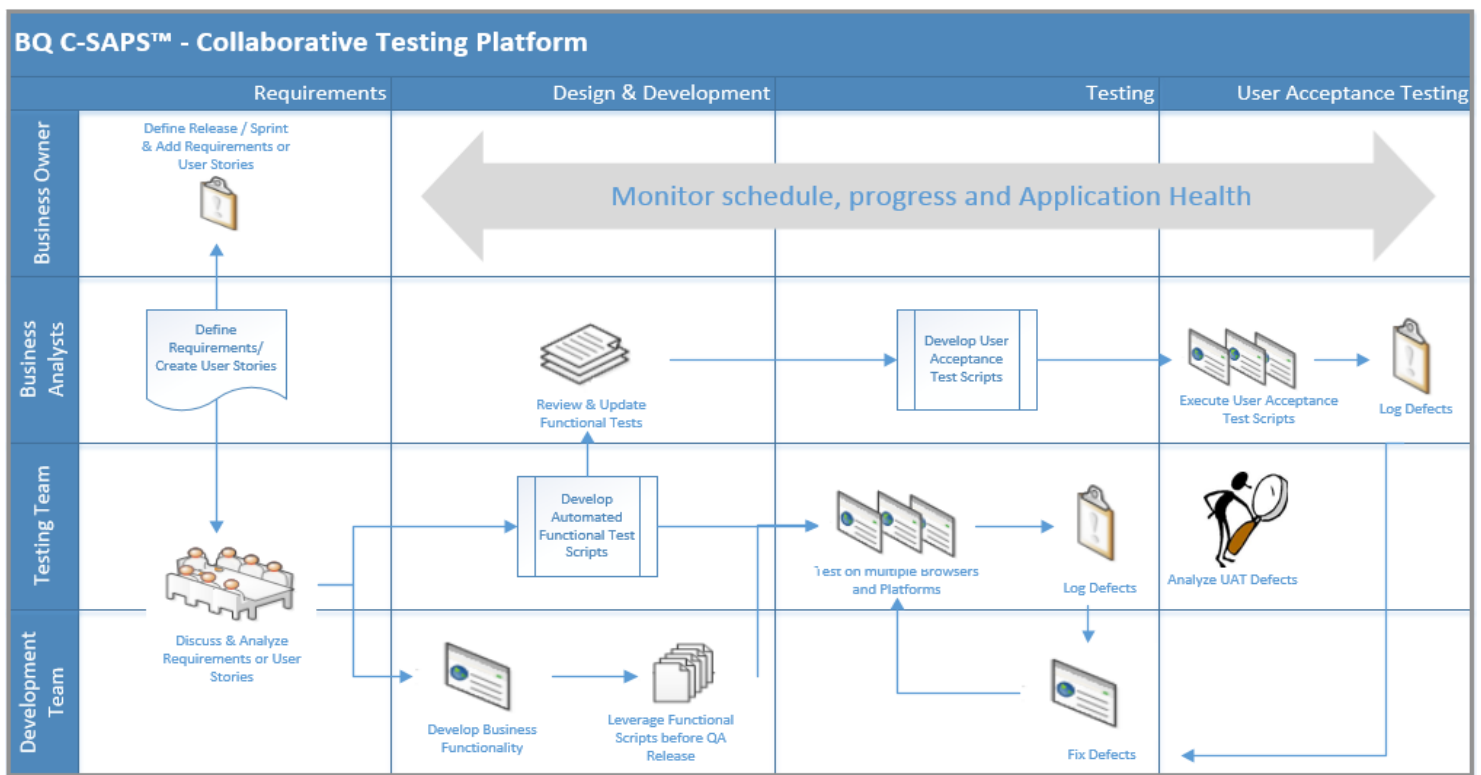 BQ C-SAPS™ - Collaborative Testing Platform
Requirements
Design & Development
Testing
User Acceptance Testing
Business Owner
Define Release / Sprint
& Add Requirements or
User Stories
Monitor schedule, progress and Application Health
Business
Analysts
Define
Requirements/
Create User Stories
Review & Update
Functional Tests
Develop User
Acceptance
Test Scripts
Execute User Acceptance
Test Scripts
Log Defects
Testing Team
Develop
Automated
Functional Test
Scripts
Test on multiple Browsers
and Platforms
Log Defects
Analyze UAT Defects
Development
Team
Discuss & Analyze
Requirements or User
Stories
Develop Business
Functionality
Leverage Functional
Scripts before QA
Release
Fix Defects